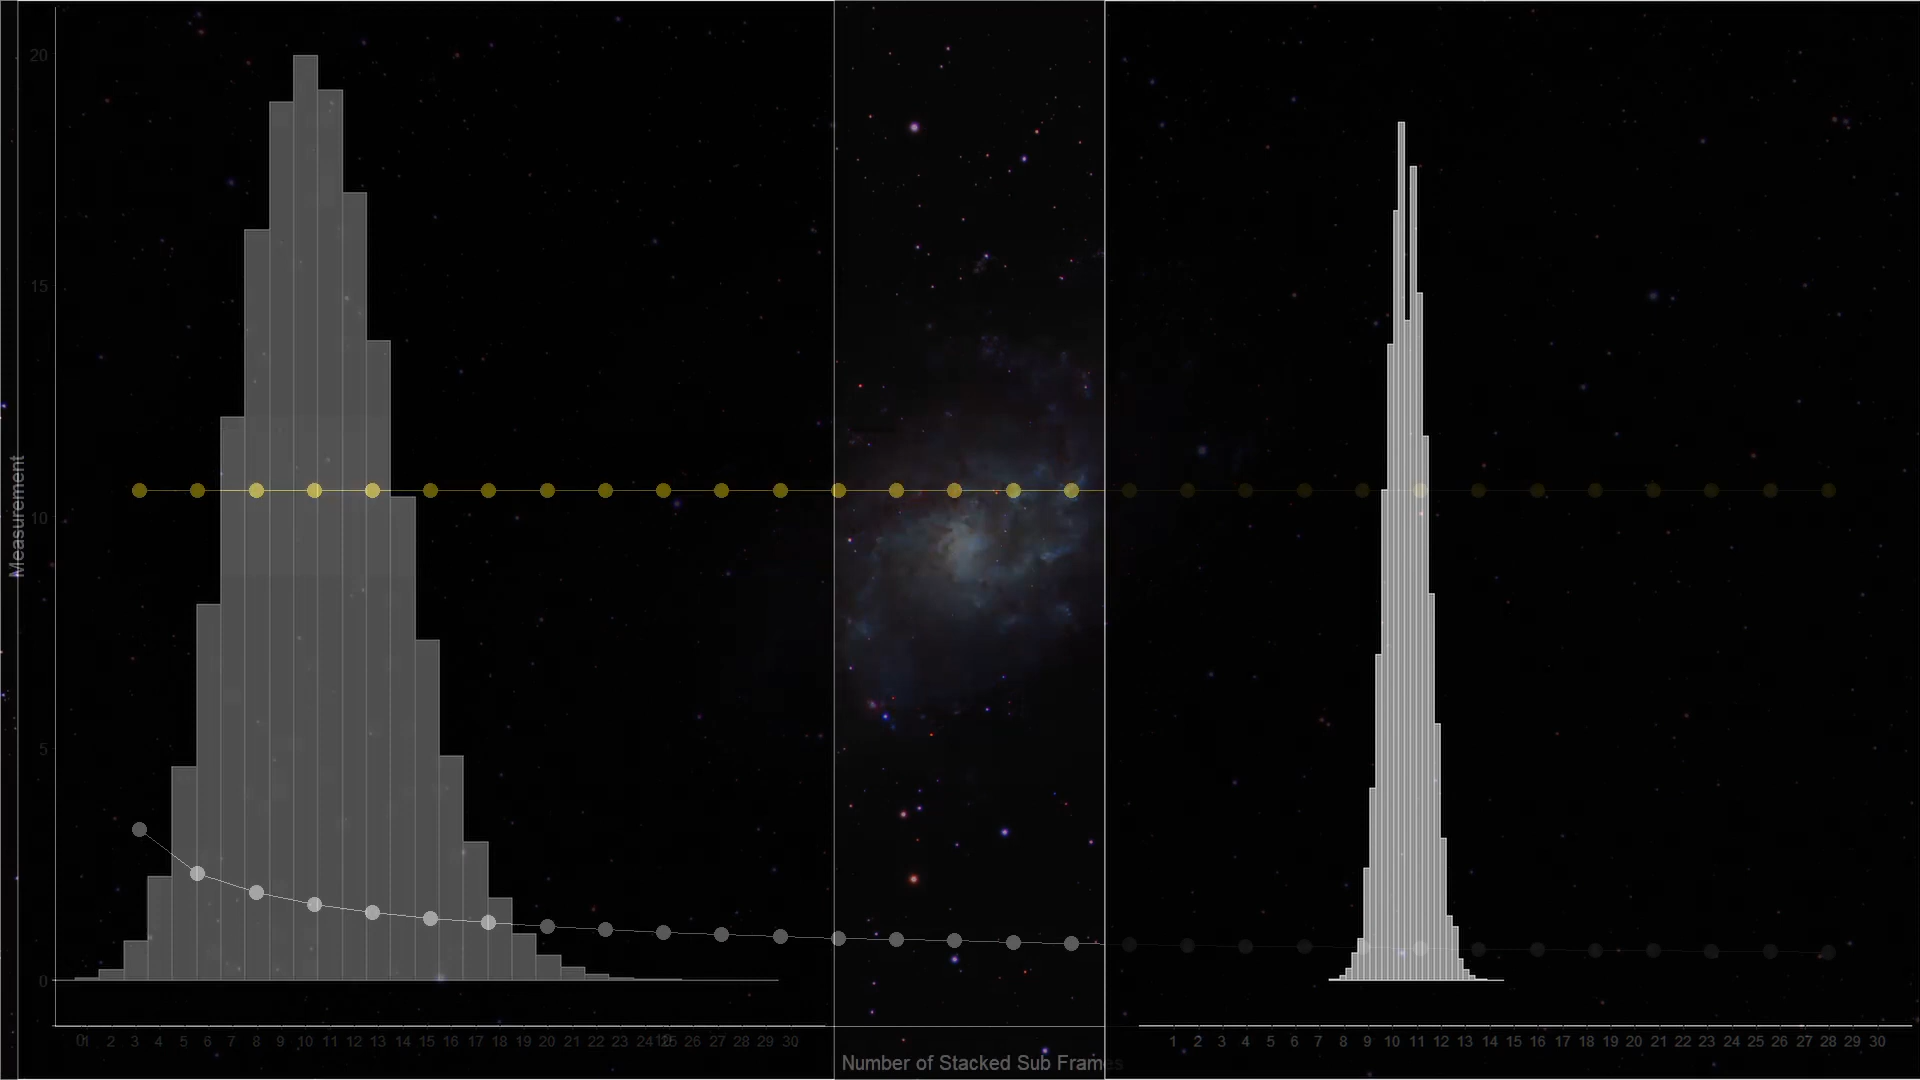 20
15
10
5
0
Measurement
0 1 2 3 4 5 6 7 8 9 10 11 12 13 14 15 16 17 18 19 20 21 22 23 24 25 26 27 28 29 30
1 2 3 4 5 6 7 8 9 10 11 12 13 14 15 16 17 18 19 20 21 22 23 24 25 26 27 28 29 30
Number of Stacked Sub Frames